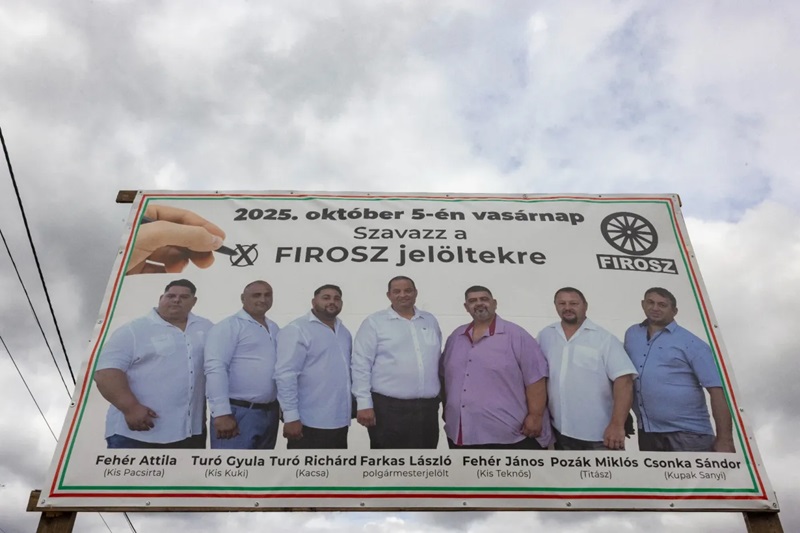 2025. október 5-én vasárnap
Szavazz a
FIROSZ jelöltekre
FIROSZ
Fehér Attila
(Kis Pacsirta)
Turó Gyula
(Kis Kuki)
Turó Richárd
(Kacsa)
Farkas László
polgármesterjelölt
Fehér János
(Kis Teknős)
Pozák Miklós
(Titász)
Csonka Sándor
(Kupak Sanyi)